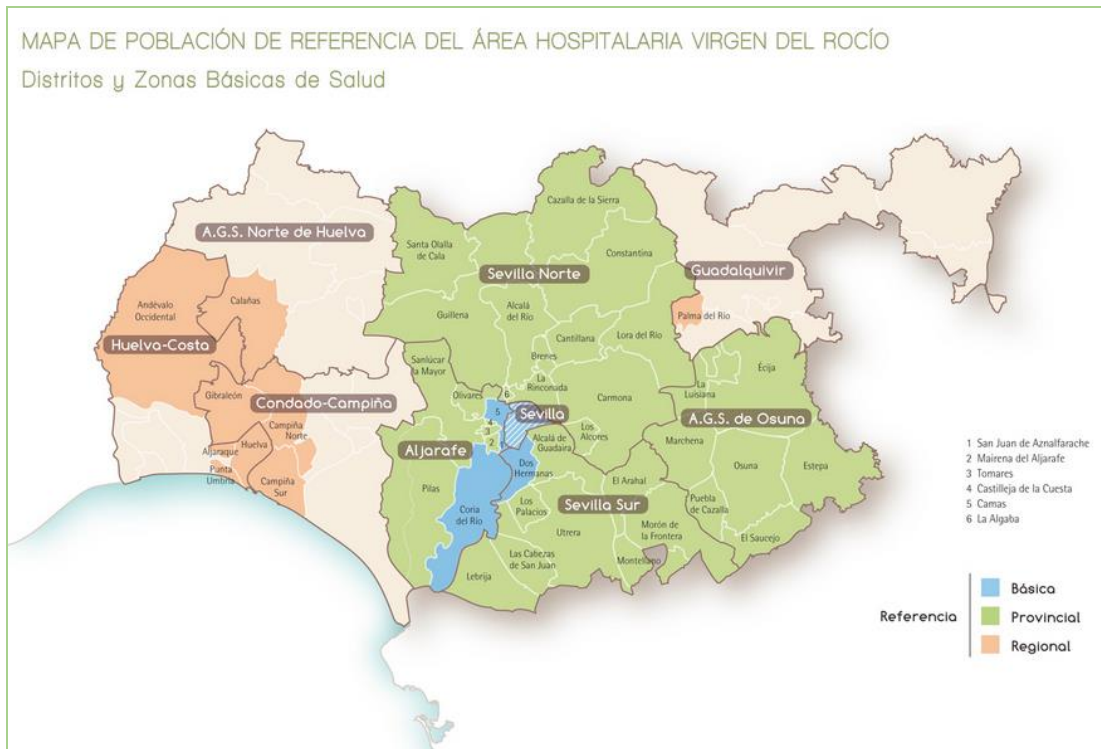 MAPA DE POBLACIÓN DE REFERENCIA DEL ÁREA HOSPITALARIA VIRGEN DEL ROCÍO
Distritos y Zonas Básicas de Salud
Cazalla de la Sierra
A.G.S. Norte de Huelva
Santa Olalla
de Cala
Constantina
Sevilla Norte
Guadalquivir
Andévalo
Occidental
Calañas
Guillena
Alcalá
del Río
Palma del Río
Cantillana
Lora del Río
Huelva-Costa
Brenes
Sanlúcar
la Mayor
La
Rinconada
Écija
La
Luisiana
Gibraleón
Condado-Campiña
Olivares
6
Carmona
5
Sevilla
A.G.S. de Osuna
Campiña
Norte
4
3
2
1
Los
Alcores
Aljaraque
Huelva
Aljarafe
Alcalá de
Guadaira
Marchena
Punta
Umbría
Dos
Hermanas
Osuna
Estepa
Campiña
Sur
Pilas
El Arahal
Coria
del Río
Los
Palacios
Sevilla Sur
Puebla
de Cazalla
Utrera
Morón de
la Frontera
El Saucejo
Las Cabezas
de San Juan
Montellano
Lebrija
1 San Juan de Aznalfarache
2 Mairena del Aljarafe
3 Tomares
4 Castilleja de la Cuesta
5 Camas
6 La Algaba
Referencia
Básica
Provincial
Regional